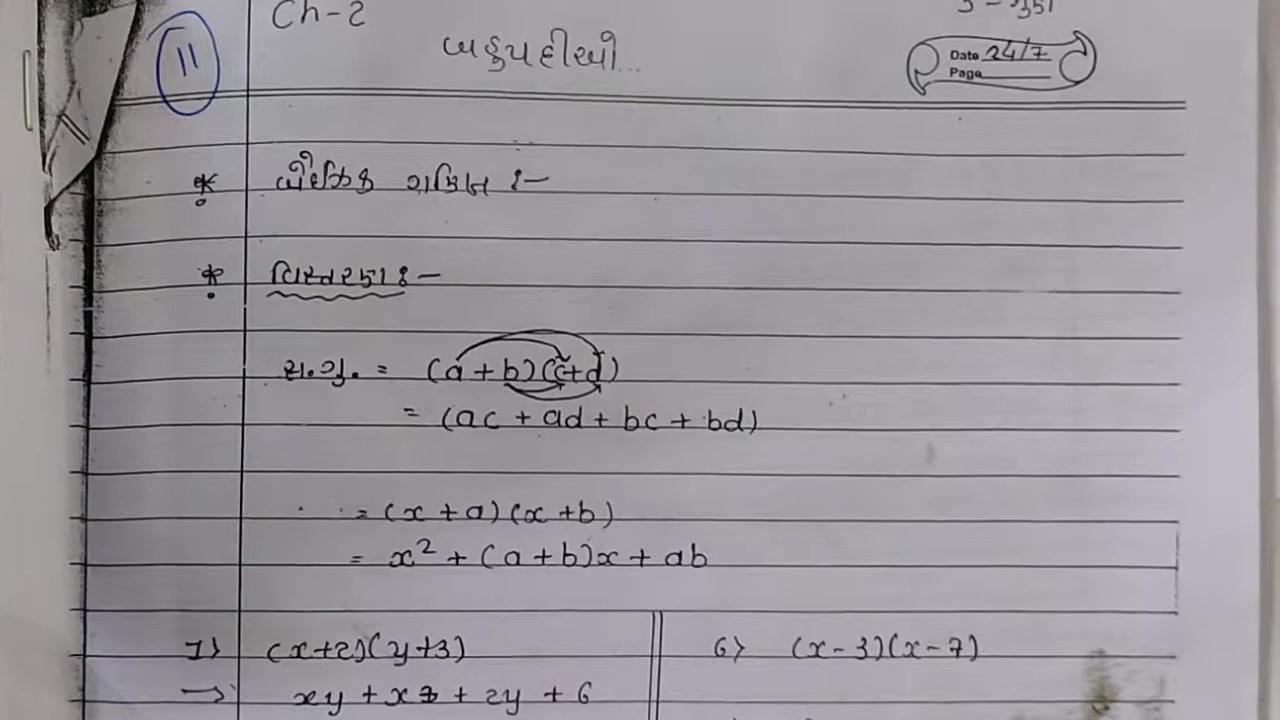 Ch-2
11
બહુપદીઓ...
Date 24/7
Page
* બૈજિક ગણિત :-
* વિસ્તરણ :-
સ.ગુ. = (a + b)(c+d)
= (ac + ad + bc + bd)
= (x + a)(x + b)
= x² + (a + b)x + ab
1) (x+2)(y+3)
→ xy + x3 + 2y + 6
6) (x-3)(x-7)